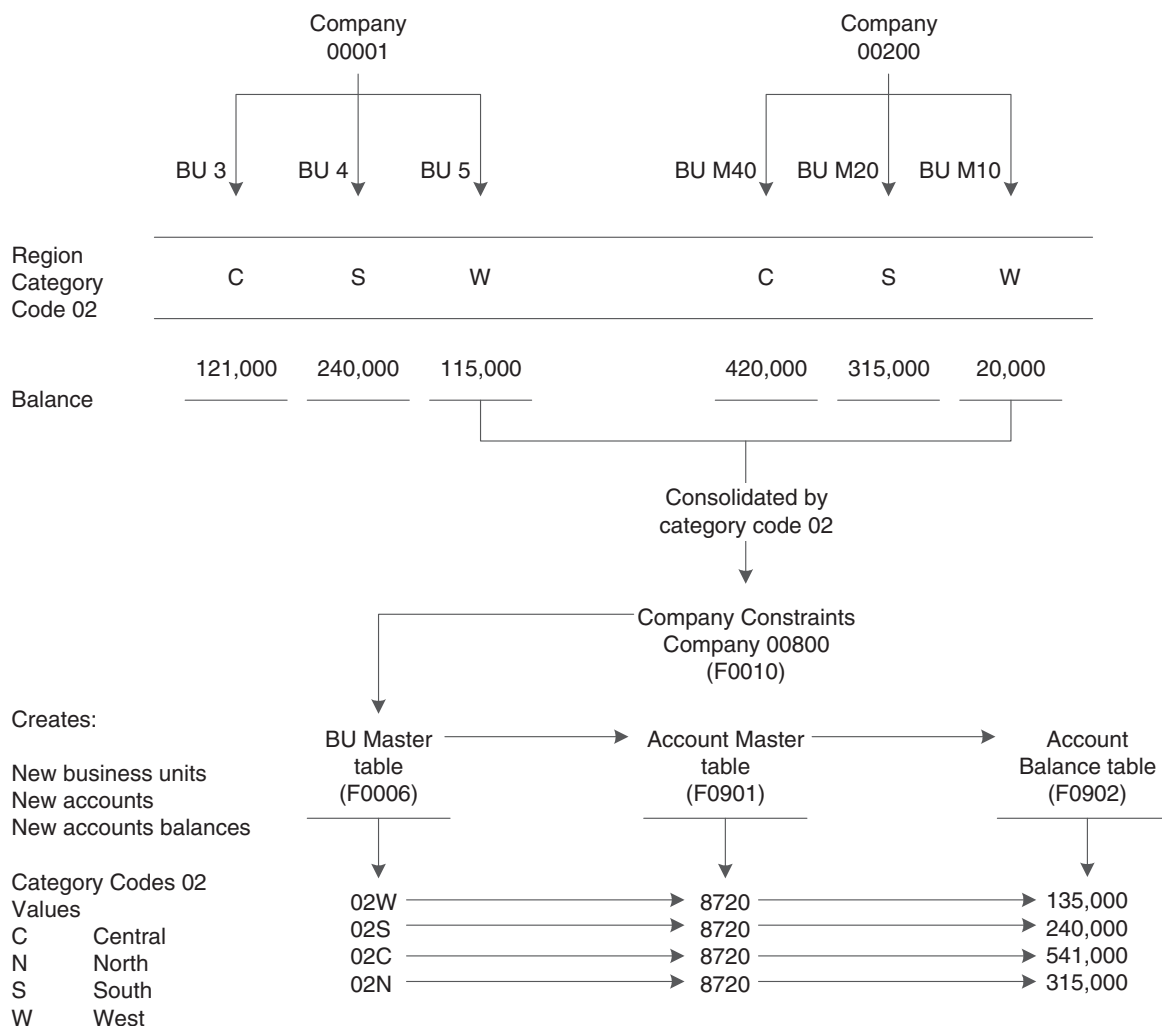 Company
00001
Company
00200
BU 3
BU 4
BU 5
BU M40
BU M20
BU M10
Region
Category
Code 02
C
S
W
C
S
W
Balance
121,000
240,000
115,000
420,000
315,000
20,000
Consolidated by
category code 02
Company Constraints
Company 00800
(F0010)
Creates:
New business units
New accounts
New accounts balances
BU Master
table
(F0006)
Account Master
table
(F0901)
Account
Balance table
(F0902)
Category Codes 02
Values
C Central
N North
S South
W West
02W 8720 135,000
02S 8720 240,000
02C 8720 541,000
02N 8720 315,000